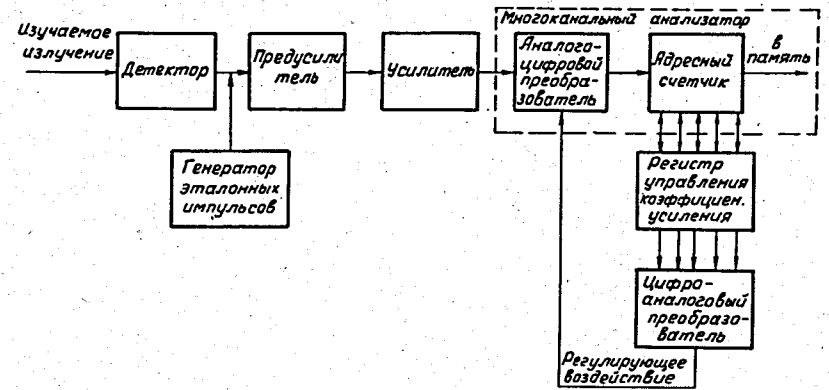 Многоканальный анализатор
Изучаемое
излучение
Детектор
Предусили
тель
Усилитель
Аналого-
цифровой
преобра-
зователь
Адресный
счетчик
В
память
Генератор
эталонных
импульсов
Регистр
управления
коэффициен.
усиления
Цифро-
аналоговый
преобразо-
ватель
Регулирующее
воздействие